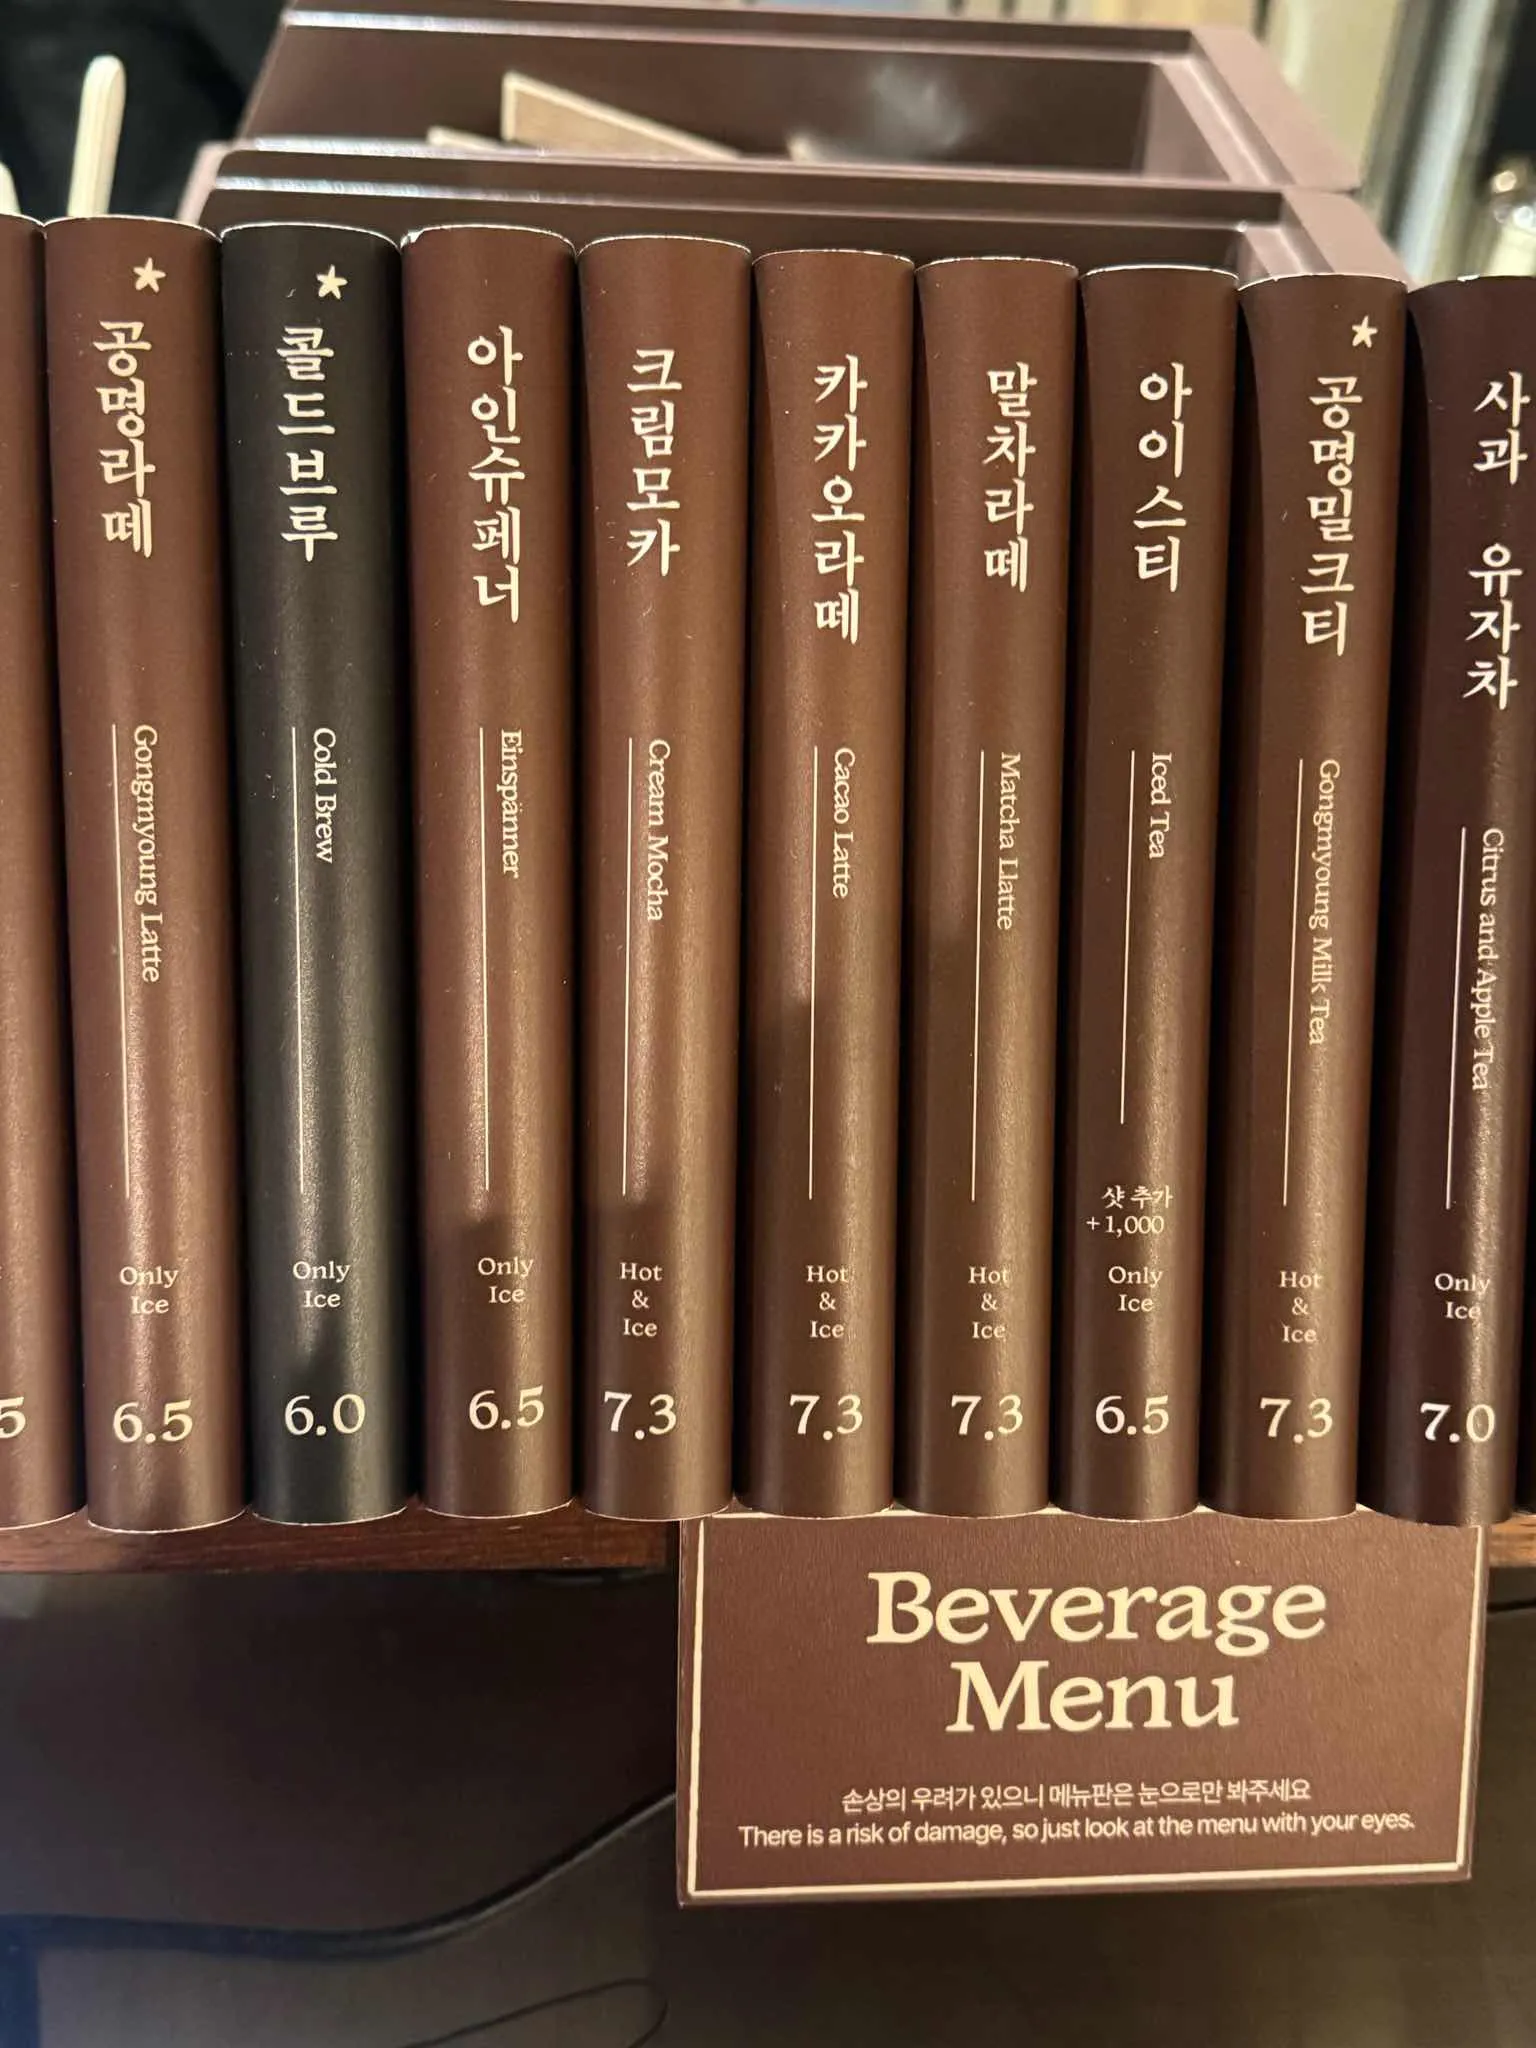 5
공명라떼
Gongmyoung Latte
Only
Ice
6.5
콜드브루
Cold Brew
Only
Ice
6.0
아인슈페너
Einspänner
Only
Ice
6.5
크림모카
Cream Mocha
Hot
&
Ice
7.3
카카오라떼
Cacao Latte
Hot
&
Ice
7.3
말차라떼
Matcha Llatte
Hot
&
Ice
7.3
아이스티
Iced Tea
샷 추가
+1,000
Only
Ice
6.5
공명밀크티
Gongmyoung Milk Tea
Hot
&
Ice
7.3
사과 유자차
Citrus and Apple Tea
Only
Ice
7.0
Beverage
Menu
손상의 우려가 있으니 메뉴판은 눈으로만 봐주세요
There is a risk of damage, so just look at the menu with your eyes.